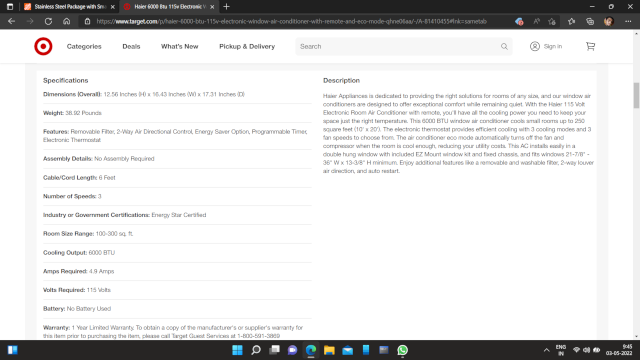 Stainless Steel Package with Sma
Haier 6000 Btu 115v Electronic W
https://www.target.com/p/haier-6000-btu-115v-electronic-window-air-conditioner-with-remote-and-eco-mode-qhne06aa/-/A-81410455#lnk=sametab
Categories
Deals
What's New
Pickup & Delivery
Search
Sign in
Specifications
Dimensions (Overall): 12.56 Inches (H) x 16.43 Inches (W) x 17.31 Inches (D)
Weight: 36.92 Pounds
Features: Removable Filter, 2-Way Air Directional Control, Energy Saver Option, Programmable Timer,
Electronic Thermostat
Assembly Details: No Assembly Required
Cable/Cord Length: 6 Feet
Number of Speeds: 3
Industry or Government Certifications: Energy Star Certified
Room Size Range: 100-300 sq. ft.
Cooling Output: 6000 BTU
Amps Required: 4.9 Amps
Volts Required: 115 Volts
Battery: No Battery Used
Warranty: 1 Year Limited Warranty. To obtain a copy of the manufacturer's or supplier's warranty for
this item prior to purchasing the item, please call Target Guest Services at 1-800-591-3869
Description
Haier Appliances is dedicated to providing the right solutions for rooms of any size, and our window air
conditioners are designed to offer exceptional comfort while remaining quiet. With the Haier 115 Volt
Electronic Room Air Conditioner with remote, you'll have all the cooling power you need to keep your
space just the right temperature. This 6000 BTU window air conditioner cools small rooms up to 250
square feet (10' x 20'). The electronic thermostat provides efficient cooling with 3 cooling modes and 3
fan speeds to choose from. The air conditioner eco mode automatically turns off the fan and
compressor when the room is cool enough, reducing your utility costs. This AC installs easily in a
double hung window with included EZ Mount window kit and fixed chassis, and fits windows 21-7/8" -
36" W x 13-3/8" H minimum. Enjoy additional features like a removable and washable filter, 2-way louver
air direction, and auto restart.
ENG
IN
9:45
03-05-2022